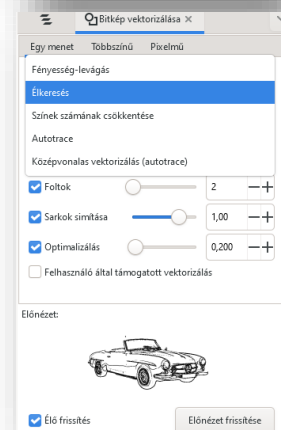 Bitkép vektorizálása ×
Egy menet Többszínű Pixelmű
Fényesség-levágás
Élkeresés
Színek számának csökkentése
Autotrace
Középvonalas vektorizálás (autotrace)
Foltok 2 − +
Sarkok simítása 1,00 − +
Optimalizálás 0,200 − +
Felhasználó által támogatott vektorizálás
Előnézet:
Élő frissítés Előnézet frissítése